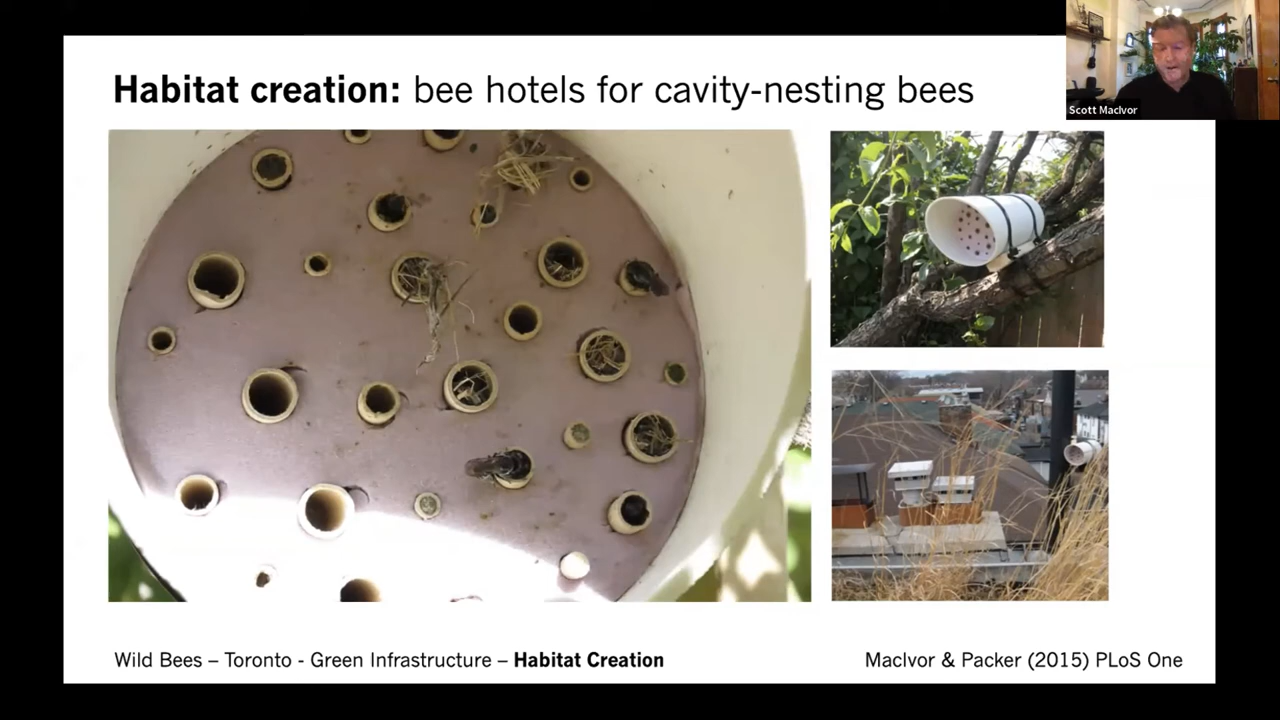 Habitat creation: bee hotels for cavity-nesting bees
Scott MacIvor
Wild Bees – Toronto - Green Infrastructure – Habitat Creation
MacIvor & Packer (2015) PLoS One